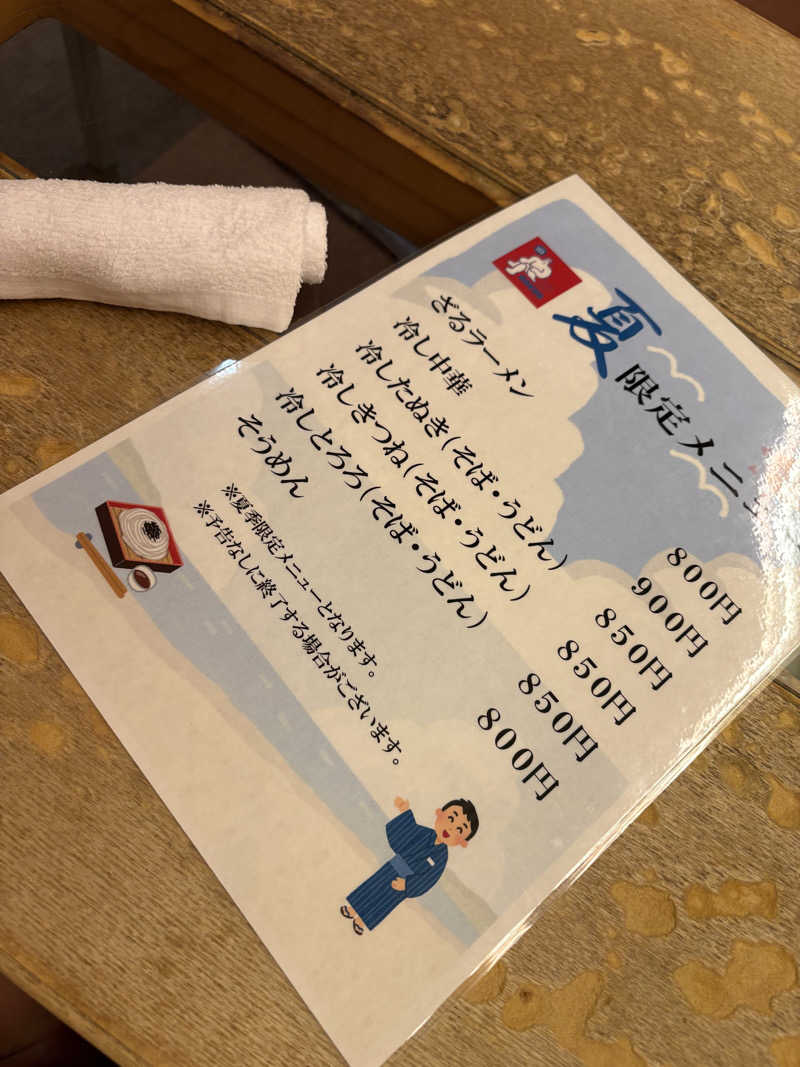 夏限定メニュ
ざるラーメン 800円
冷し中華 900円
冷したぬき(そば・うどん) 850円
冷しきつね(そば・うどん) 850円
冷しとろろ(そば・うどん) 850円
そうめん 800円
※夏季限定メニューとなります。
※予告なしに終了する場合がございます。